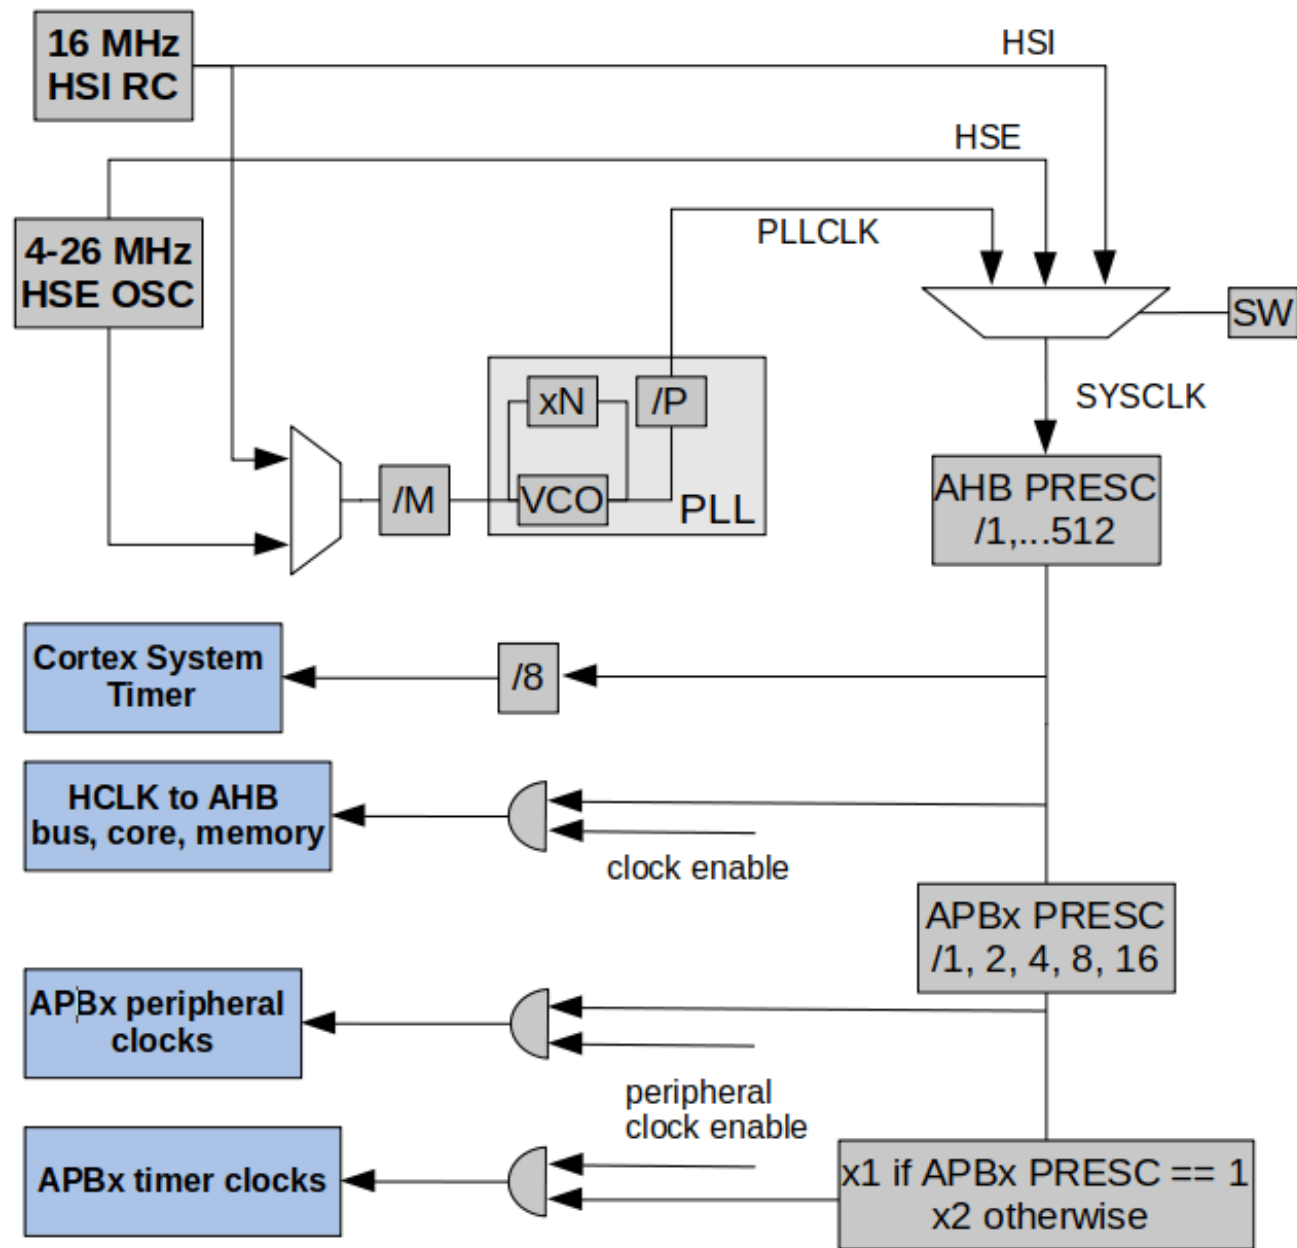 16 MHz
HSI RC
HSI
HSE
4-26 MHz
HSE OSC
PLLCLK
SW
SYSCLK
xN
/P
/M
VCO
PLL
AHB PRESC
/1,...512
Cortex System
Timer
/8
HCLK to AHB
bus, core, memory
clock enable
APBx PRESC
/1, 2, 4, 8, 16
APBx peripheral
clocks
peripheral
clock enable
APBx timer clocks
x1 if APBx PRESC == 1
x2 otherwise